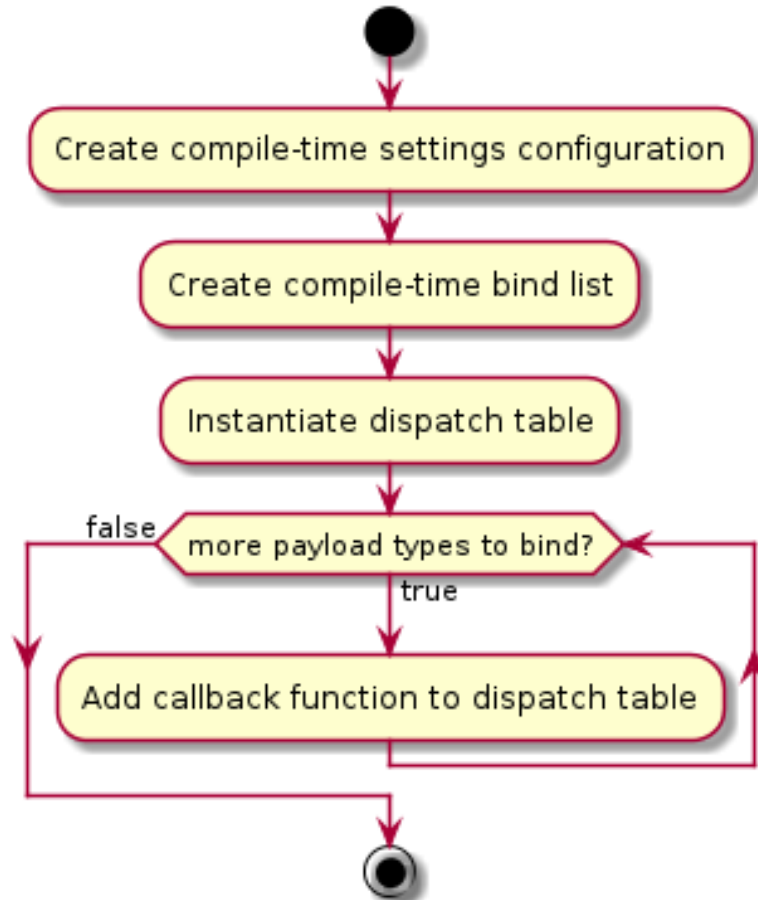 Create compile-time settings configuration
Create compile-time bind list
Instantiate dispatch table
false
more payload types to bind?
true
Add callback function to dispatch table